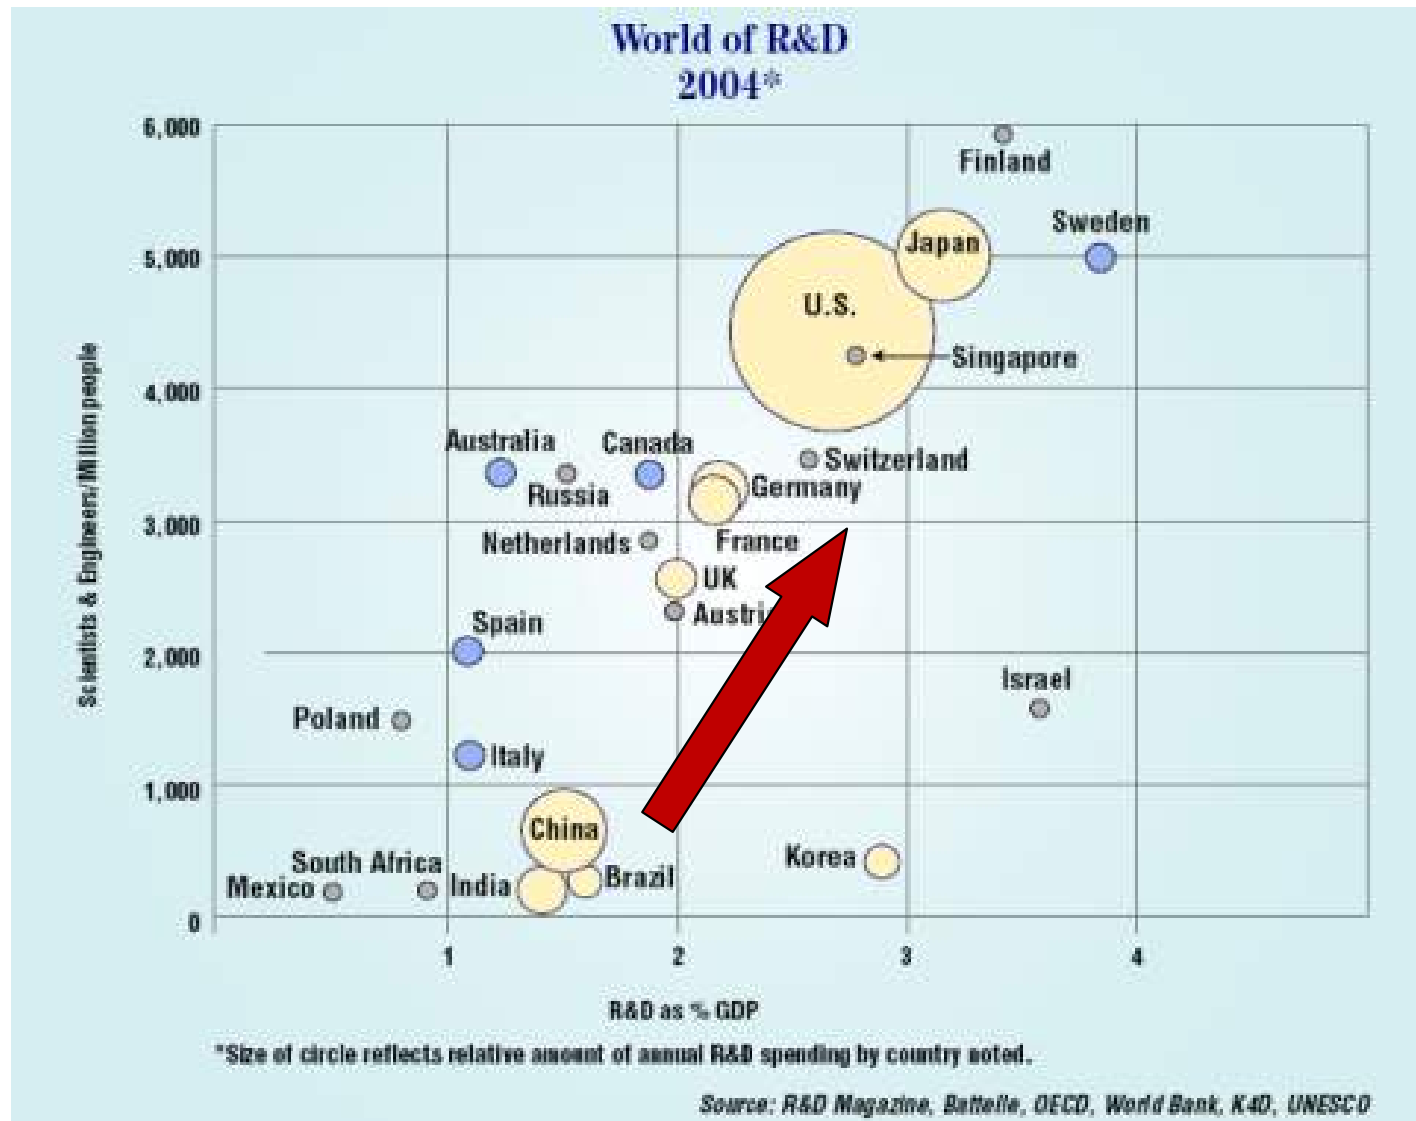 World of R&D
2004*
6,000
Finland
Sweden
Japan
5,000
U.S.
Singapore
4,000
Australia
Canada
Switzerland
Germany
Russia
3,000
Netherlands
France
UK
Austri
Spain
2,000
Israel
Poland
Italy
1,000
China
Korea
South Africa
Mexico
India
Brazil
0
1
2
3
4
Scientists & Engineers/Million people
R&D as % GDP
*Size of circle reflects relative amount of annual R&D spending by country noted.
Source: R&D Magazine, Battelle, OECD, World Bank, K4D, UNESCO